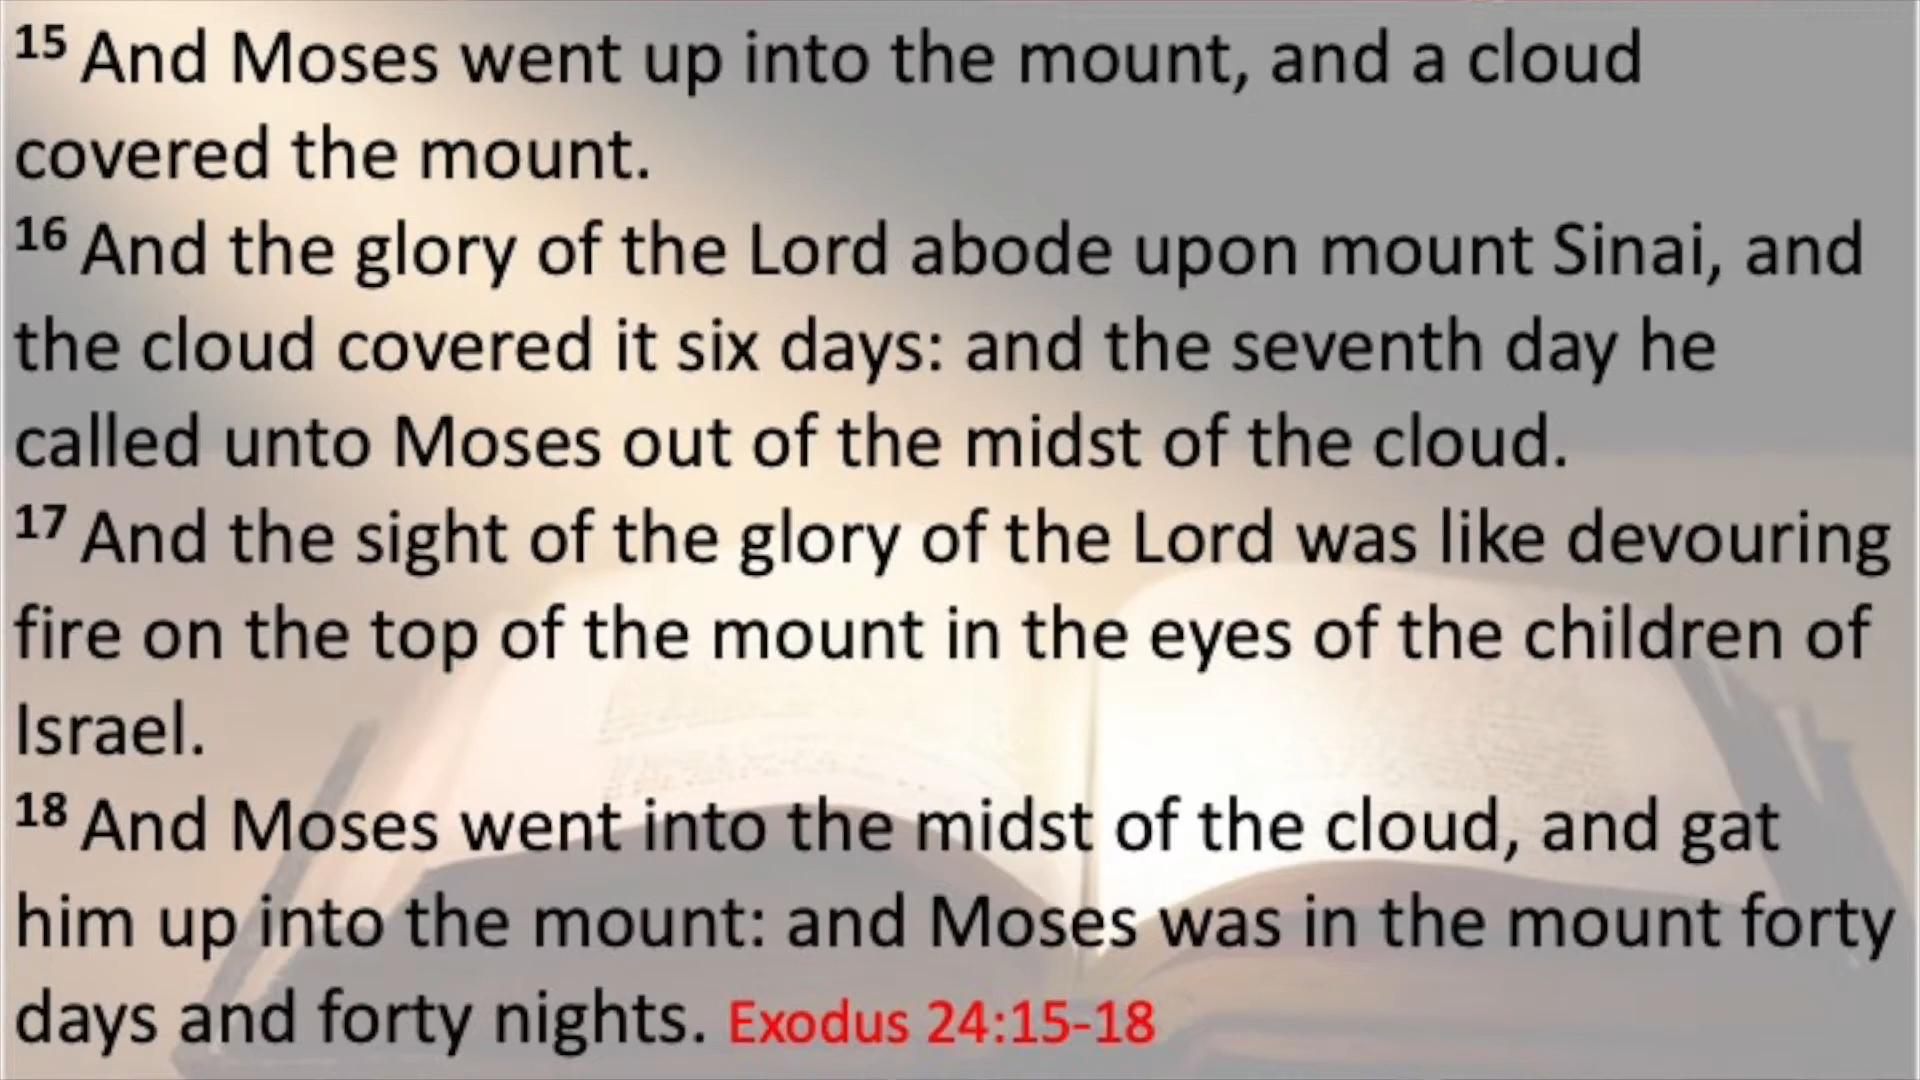 15 And Moses went up into the mount, and a cloud
covered the mount.
16 And the glory of the Lord abode upon mount Sinai, and
the cloud covered it six days: and the seventh day he
called unto Moses out of the midst of the cloud.
17 And the sight of the glory of the Lord was like devouring
fire on the top of the mount in the eyes of the children of
Israel.
18 And Moses went into the midst of the cloud, and gat
him up into the mount: and Moses was in the mount forty
days and forty nights. Exodus 24:15-18